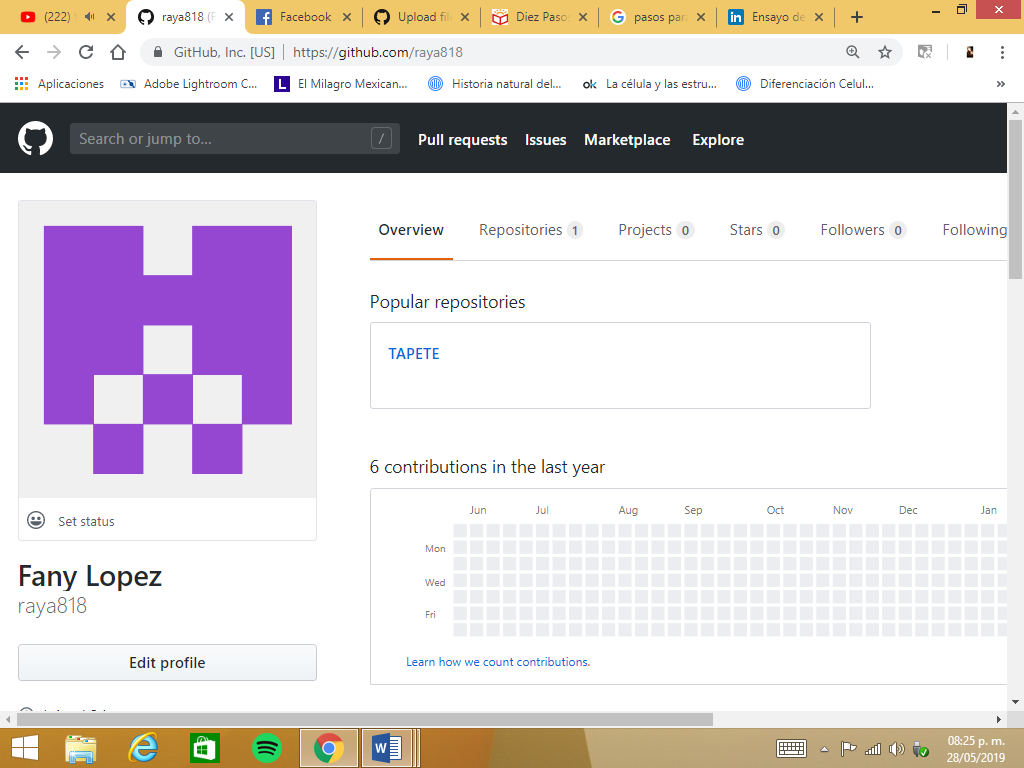 (222)
raya818 (F
Facebook
Upload fil
Diez Paso
pasos para
Ensayo de
GitHub, Inc. [US]
https://github.com/raya818
Aplicaciones
Adobe Lightroom C...
L El Milagro Mexican...
Historia natural del...
ok La célula y las estru...
Diferenciación Celul...
»
Search or jump to...
/
Pull requests
Issues
Marketplace
Explore
Overview
Repositories 1
Projects 0
Stars 0
Followers 0
Following
Popular repositories
TAPETE
6 contributions in the last year
Jun Jul Aug Sep Oct Nov Dec Jan
Mon
Wed
Fri
Learn how we count contributions.
Set status
Fany Lopez
raya818
Edit profile
08:25 p. m.
28/05/2019